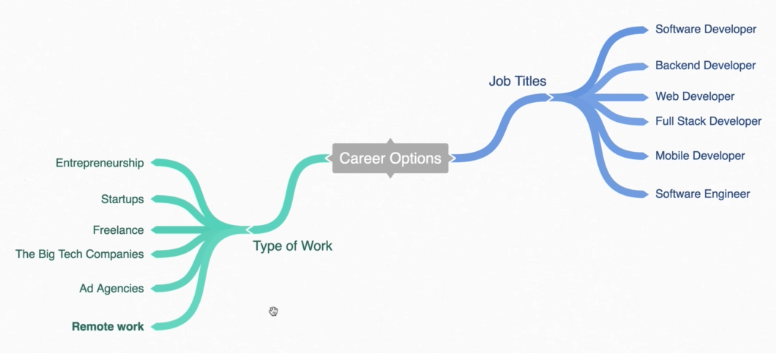 Career Options
Job Titles
Software Developer
Backend Developer
Web Developer
Full Stack Developer
Mobile Developer
Software Engineer
Type of Work
Entrepreneurship
Startups
Freelance
The Big Tech Companies
Ad Agencies
Remote work